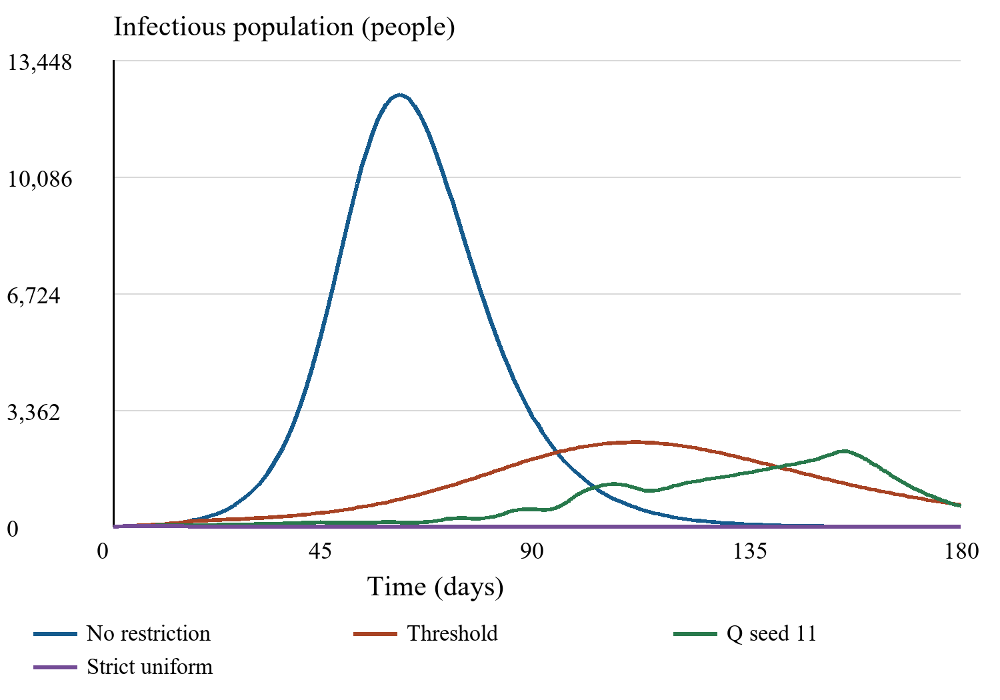 Infectious population (people)
13,448
10,086
6,724
3,362
0
0 45 90 135 180
Time (days)
No restriction Threshold Q seed 11
Strict uniform